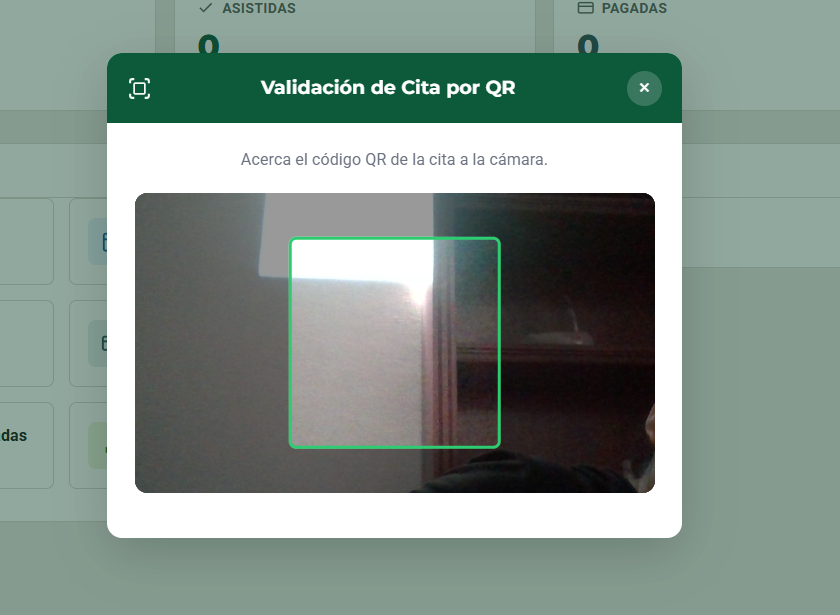 ASISTIDAS
PAGADAS
0
0
Validación de Cita por QR
×
Acerca el código QR de la cita a la cámara.
das